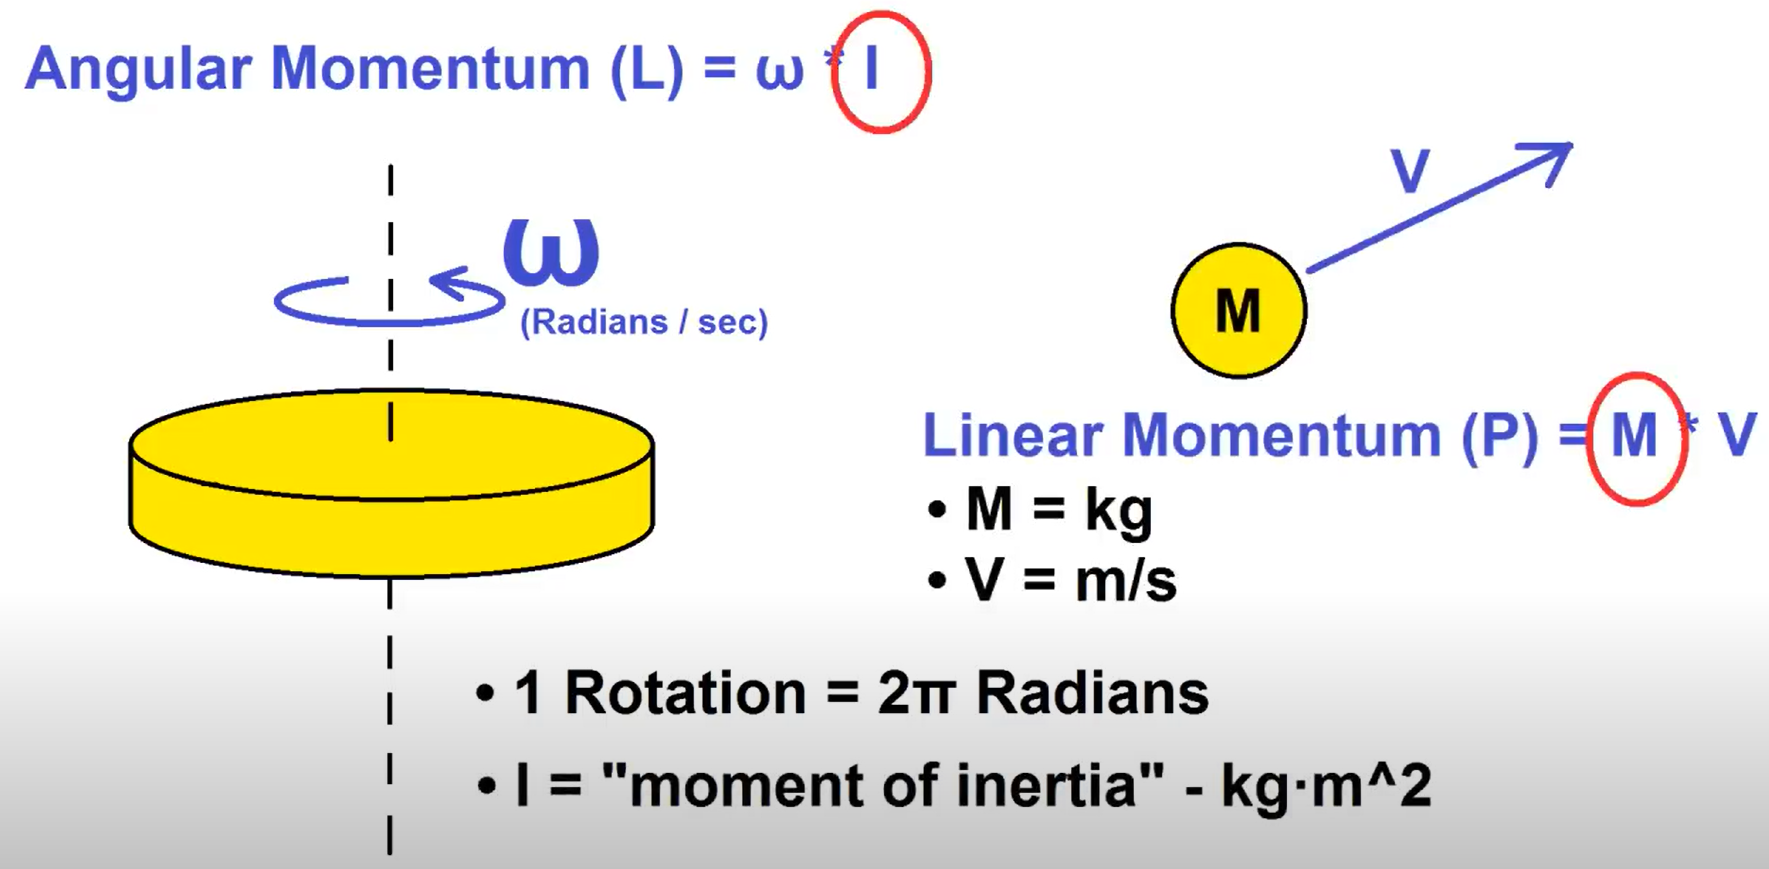 Angular Momentum (L) = ω * I
V
ω
(Radians / sec)
M
Linear Momentum (P) = M * V
• M = kg
• V = m/s
• 1 Rotation = 2π Radians
• I = "moment of inertia" - kg·m^2